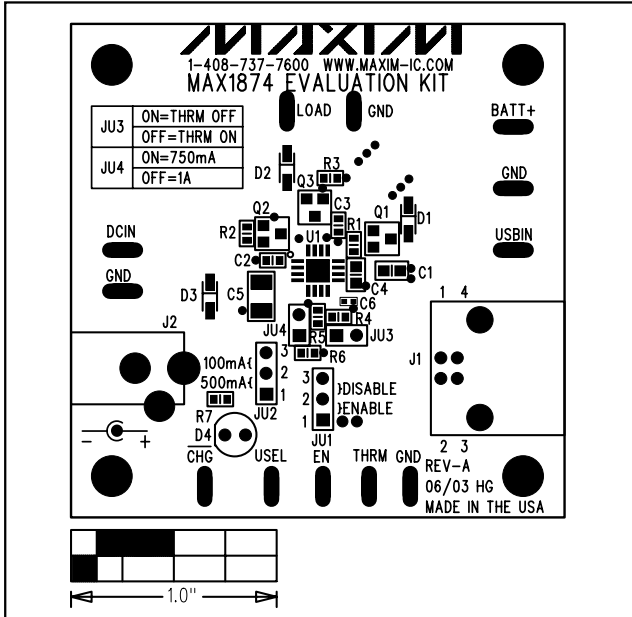 MAXIM
1-408-737-7600 WWW.MAXIM-IC.COM
MAX1874 EVALUATION KIT
JU3 ON=THRM OFF
OFF=THRM ON
JU4 ON=750mA
OFF=1A
LOAD GND
BATT+
D2 R3
GND
Q3
Q2 C3 Q1 D1
DCIN R2 U1 R1 USBIN
C2
GND C1
D3 C5 C4
C6 1 4
J2 JU4 R4
R5 JU3
100mA{ 3 R6 J1
500mA{ 2 3 }DISABLE
R7 1 2 }ENABLE
JU2 1
- + D4 JU1 2 3
CHG USEL EN THRM GND REV-A
06/03 HG
MADE IN THE USA
1.0"